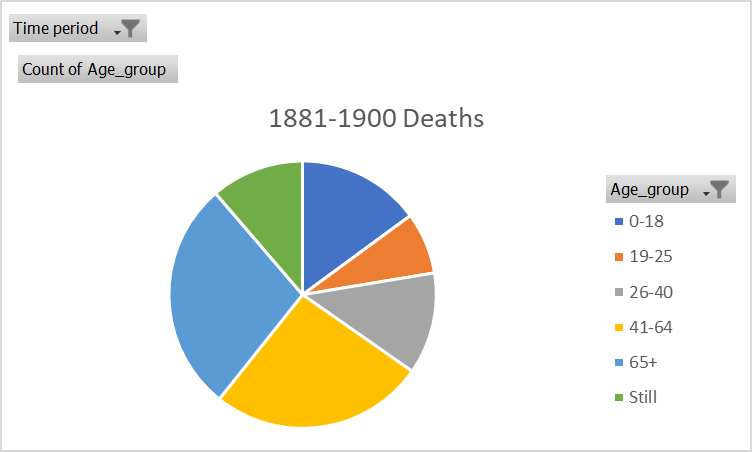 Time period
Count of Age_group
1881-1900 Deaths
Age_group
0-18
19-25
26-40
41-64
65+
Still